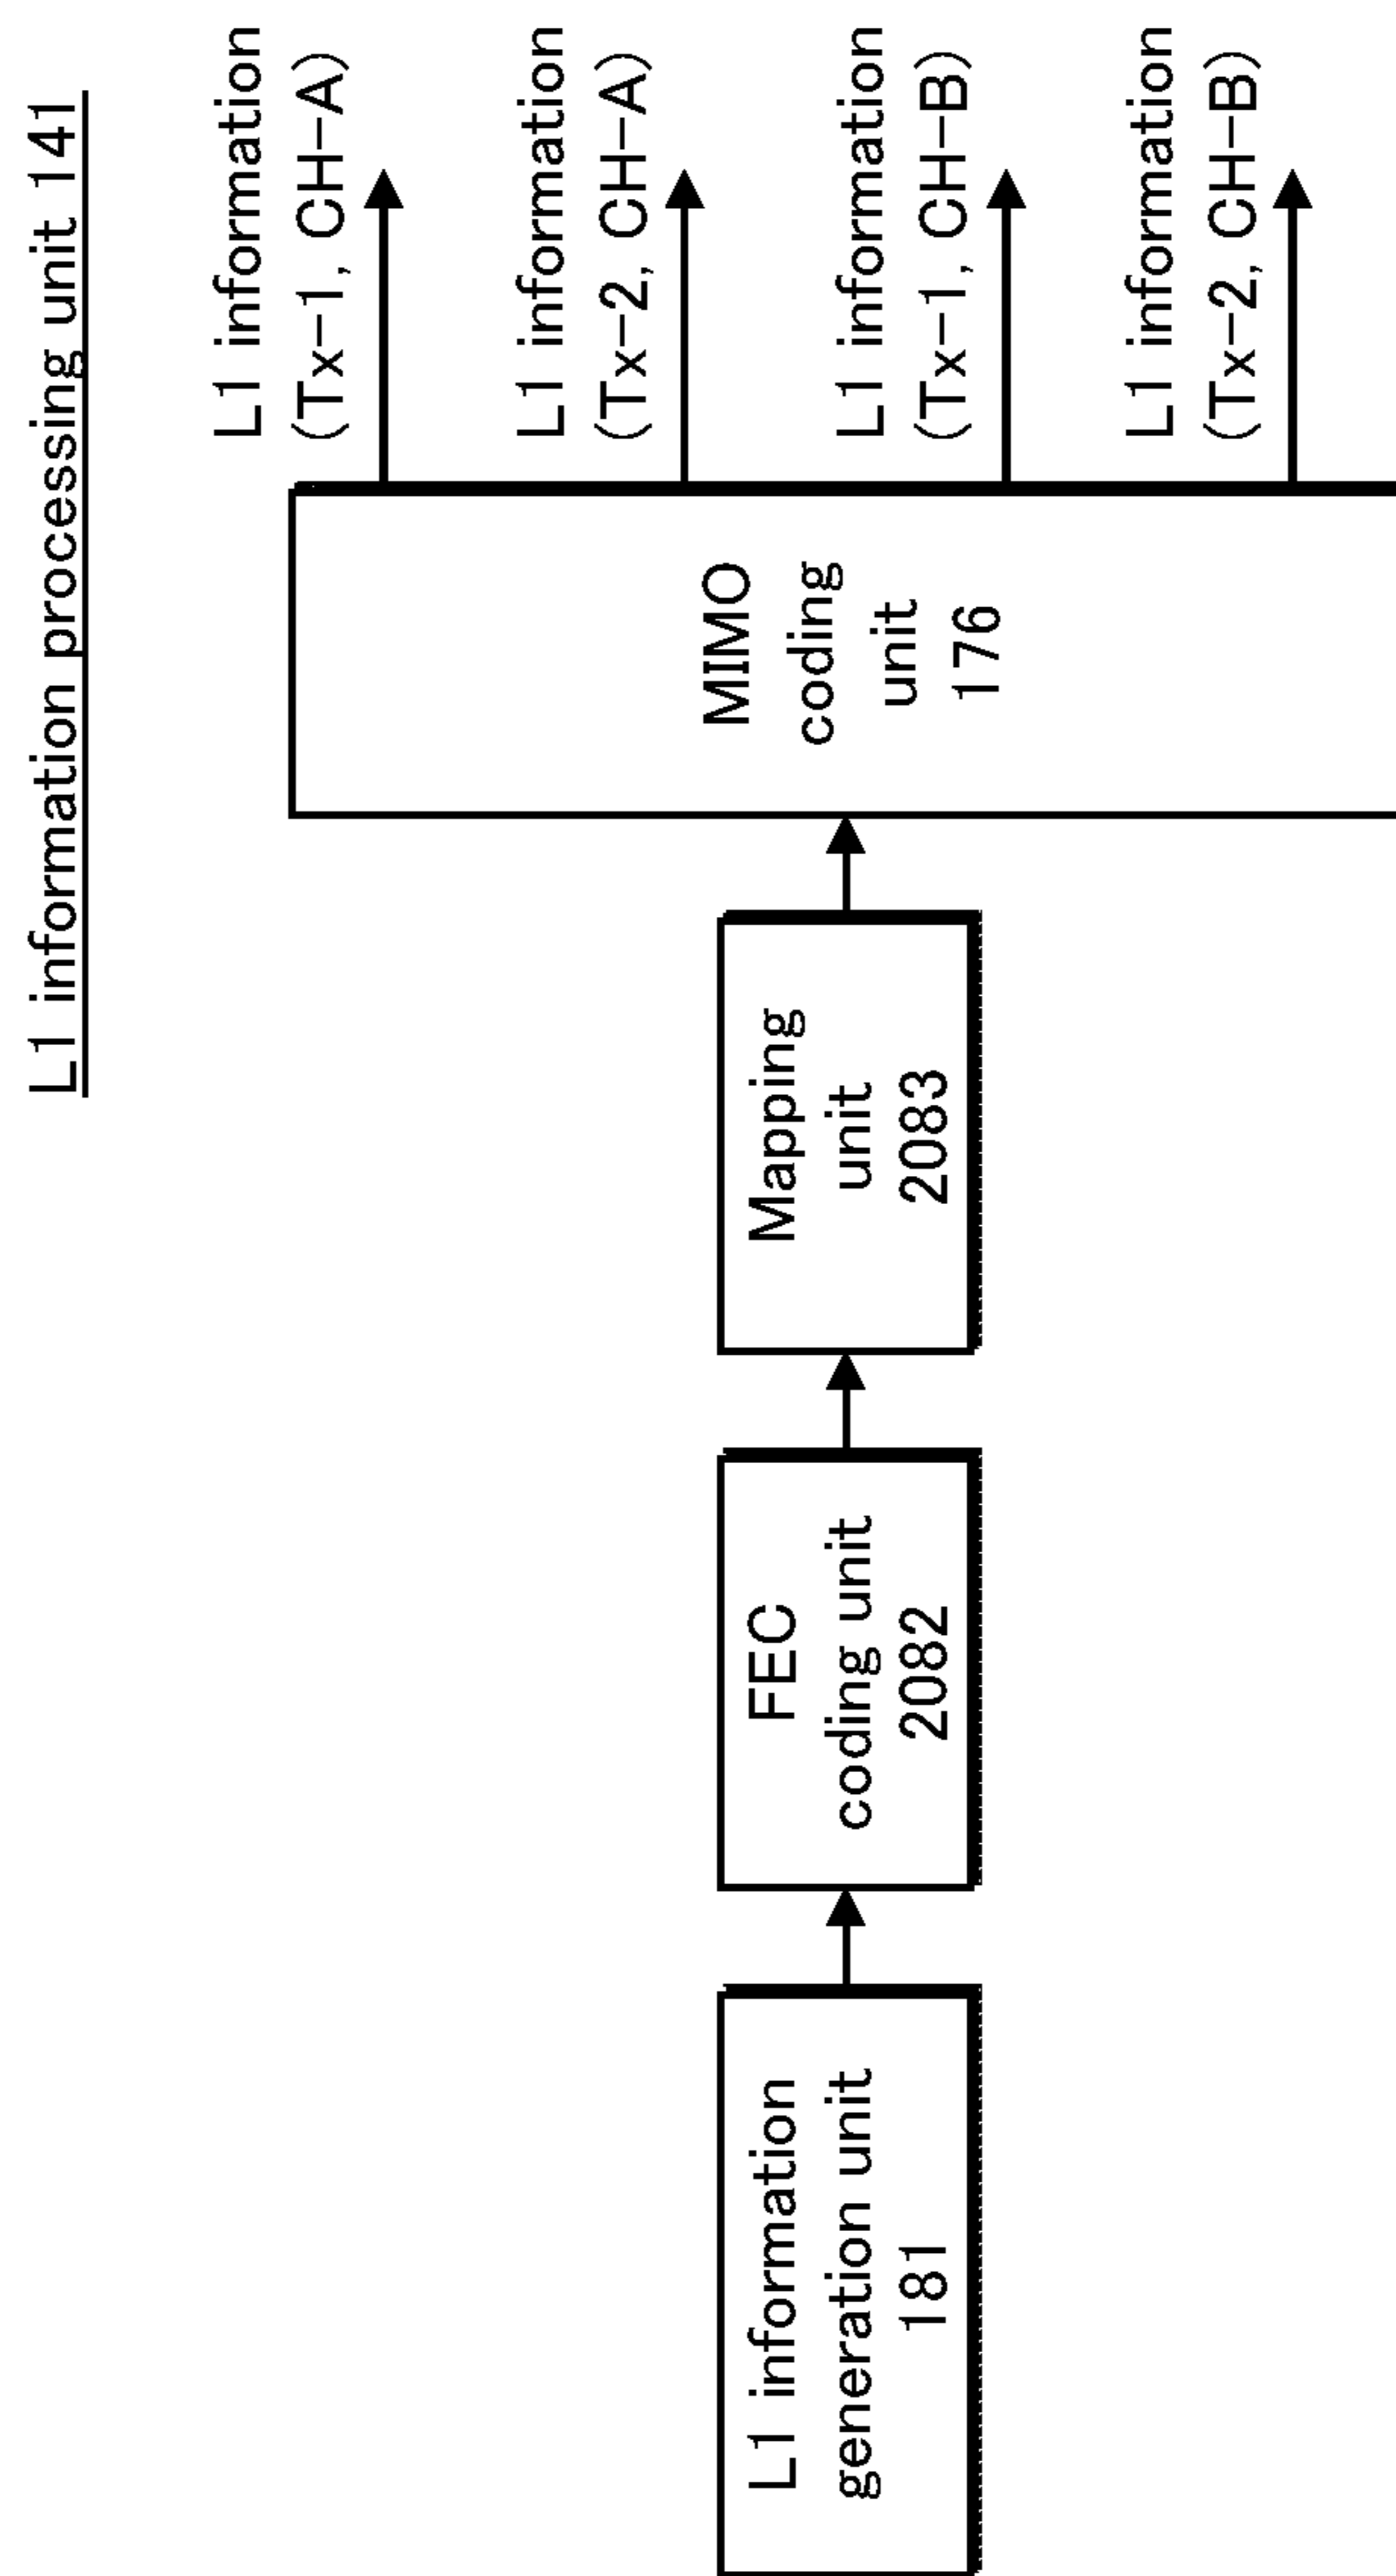 L1 information processing unit 141
L1 information
generation unit
181
FEC
coding unit
2082
Mapping
unit
2083
MIMO
coding
unit
176
L1 information
(Tx-1, CH-A)
L1 information
(Tx-2, CH-A)
L1 information
(Tx-1, CH-B)
L1 information
(Tx-2, CH-B)